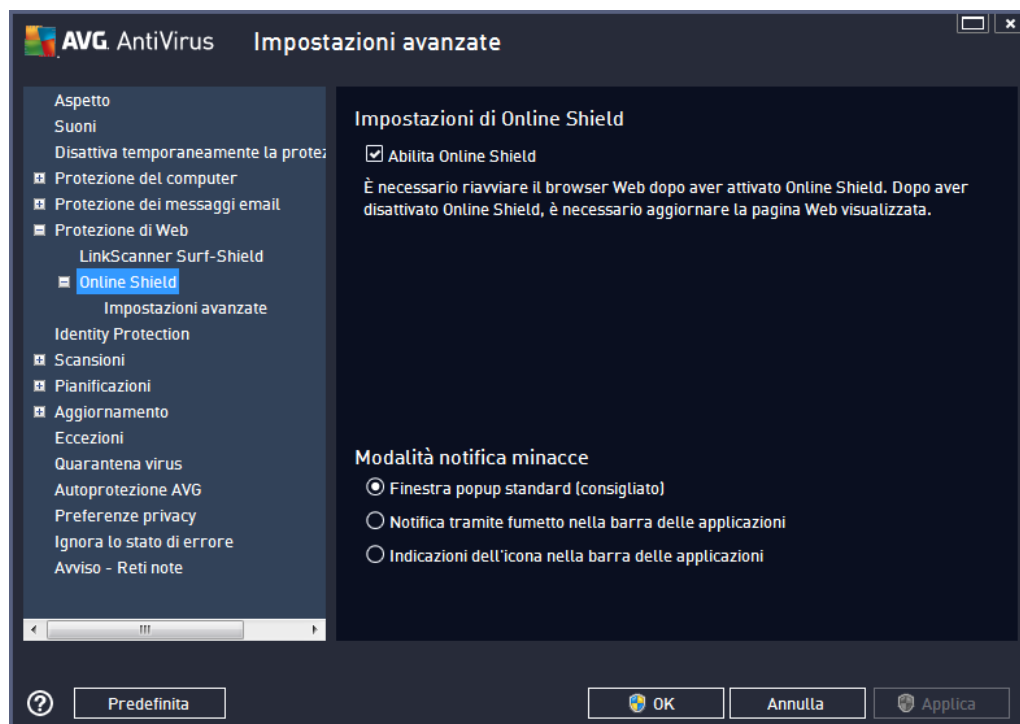 AVG. AntiVirus Impostazioni avanzate
Aspetto
Suoni
Disattiva temporaneamente la
Protezione del computer
Protezione dei messaggi email
Protezione di Web
LinkScanner Surf-Shield
Online Shield
Impostazioni avanzate
Identity Protection
Scansioni
Pianificazioni
Aggiornamento
Eccezioni
Quarantena virus
Autoprotezione AVG
Preferenze privacy
Ignora lo stato di errore
Avviso - Reti note
Impostazioni di Online Shield
Abilita Online Shield
È necessario riavviare il browser Web dopo aver attivato Online Shield. Dopo aver
disattivato Online Shield, è necessario aggiornare la pagina Web visualizzata.
Modalità notifica minacce
Finestra popup standard (consigliato)
Notifica tramite fumetto nella barra delle applicazioni
Indicazioni dell'icona nella barra delle applicazioni
Predefinita
OK
Annulla
Applica